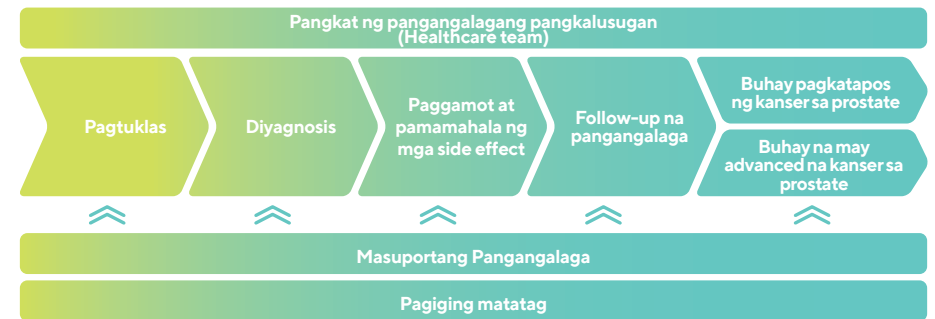 Pangkat ng pangangalagang pangkalusugan
(Healthcare team)
Pagtuklas
Diyagnosis
Paggamot at
pamamahala ng
mga side effect
Follow-up na
pangangalaga
Buhay pagkatapos
ng kanser sa prostate
Buhay na may
advanced na kanser sa
prostate
Masuportang Pangangalaga
Pagiging matatag